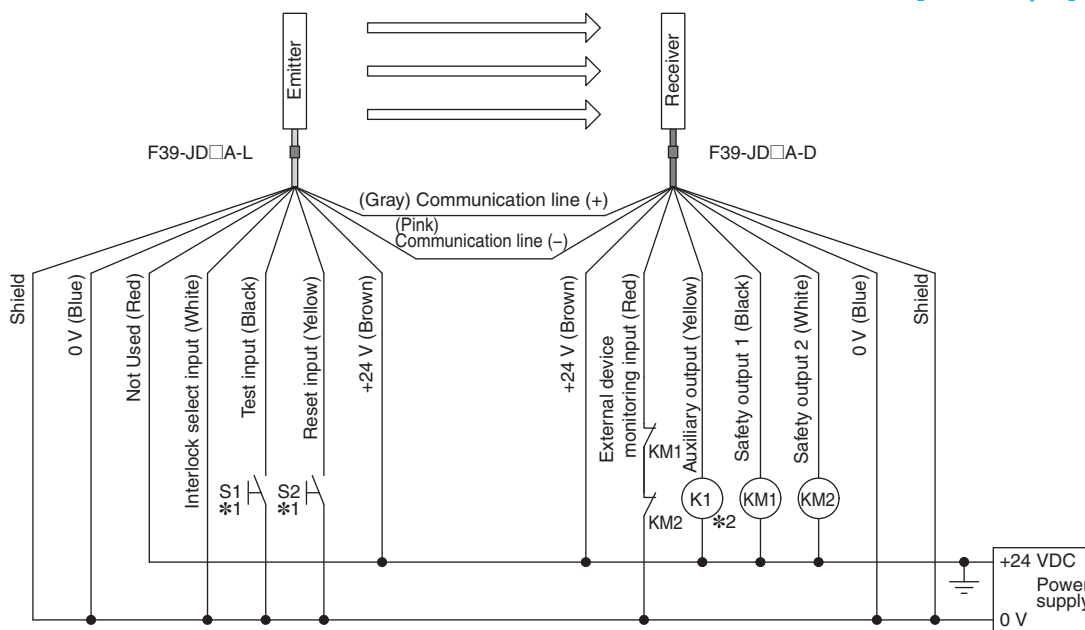 Emitter
Receiver
F39-JD□A-L
F39-JD□A-D
(Gray) Communication line (+)
(Pink)
Communication line (–)
Shield
0 V (Blue)
Not Used (Red)
Interlock select input (White)
Test input (Black)
Reset input (Yellow)
+24 V (Brown)
+24 V (Brown)
External device
monitoring input (Red)
Auxiliary output (Yellow)
Safety output 1 (Black)
Safety output 2 (White)
0 V (Blue)
Shield
S1
*1
S2
*1
KM1
KM2
K1
*2
KM1
KM2
+24 VDC
Power
supply
0 V